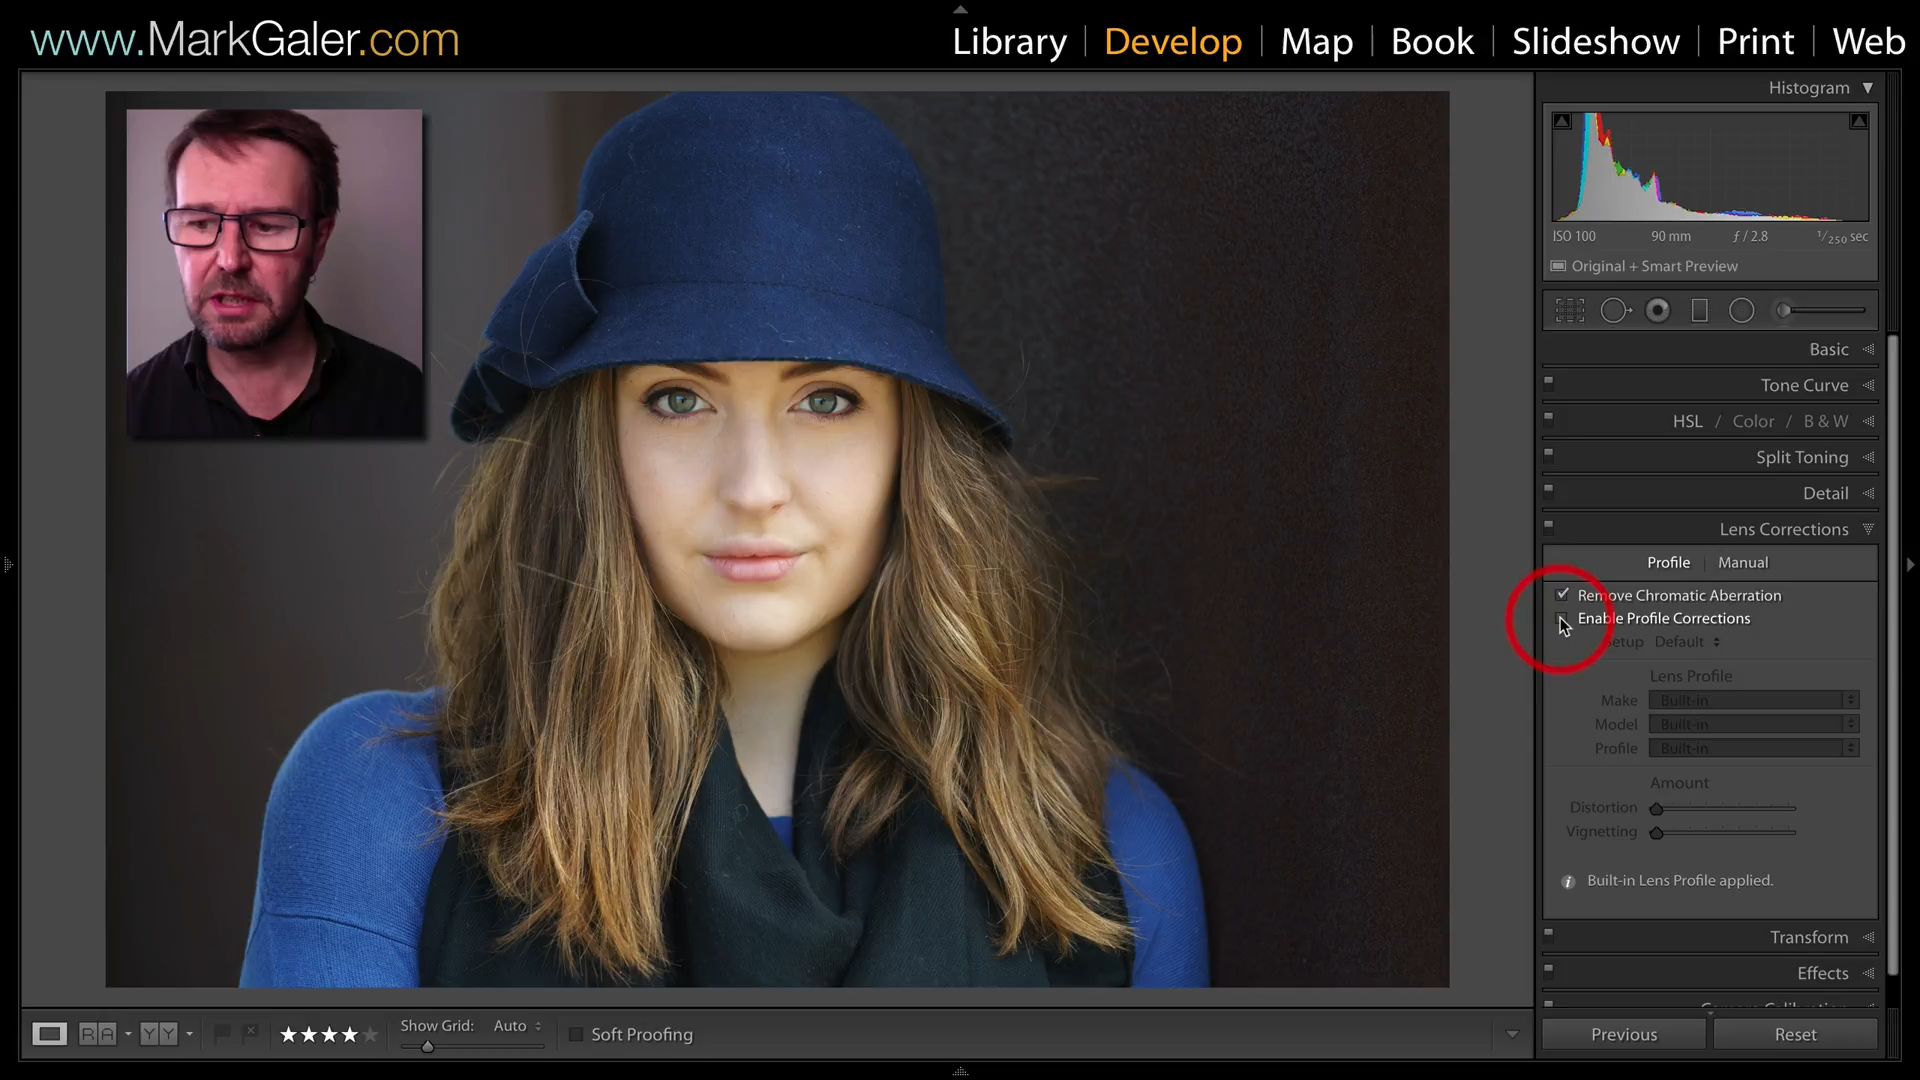 www.MarkGaler.com
Library | Develop | Map | Book | Slideshow | Print | Web
Histogram
ISO 100 90 mm ƒ / 2.8 1/250 sec
Original + Smart Preview
Basic
Tone Curve
HSL / Color / B & W
Split Toning
Detail
Lens Corrections
Profile | Manual
Remove Chromatic Aberration
Enable Profile Corrections
Setup Default
Lens Profile
Make Built-in
Model Built-in
Profile Built-in
Amount
Distortion
Vignetting
Built-in Lens Profile applied.
Transform
Effects
R A Y Y Show Grid: Auto Soft Proofing
Previous Reset